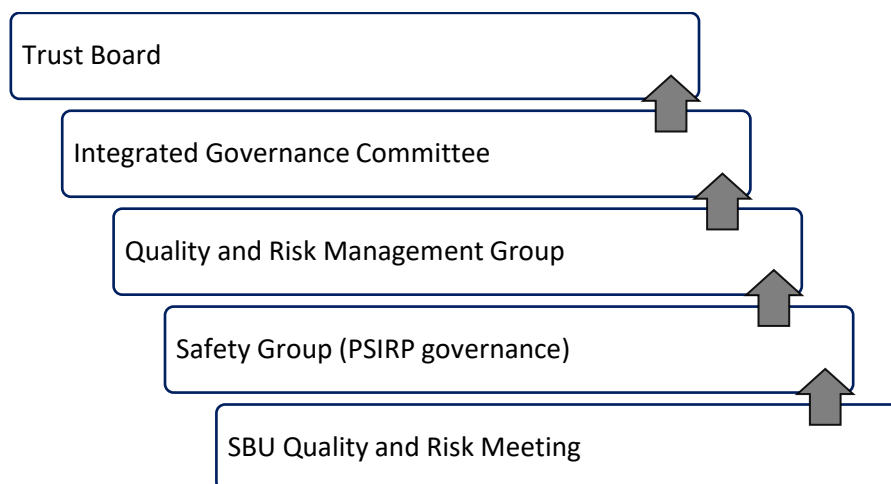 Trust Board
Integrated Governance Committee
Quality and Risk Management Group
Safety Group (PSIRP governance)
SBU Quality and Risk Meeting